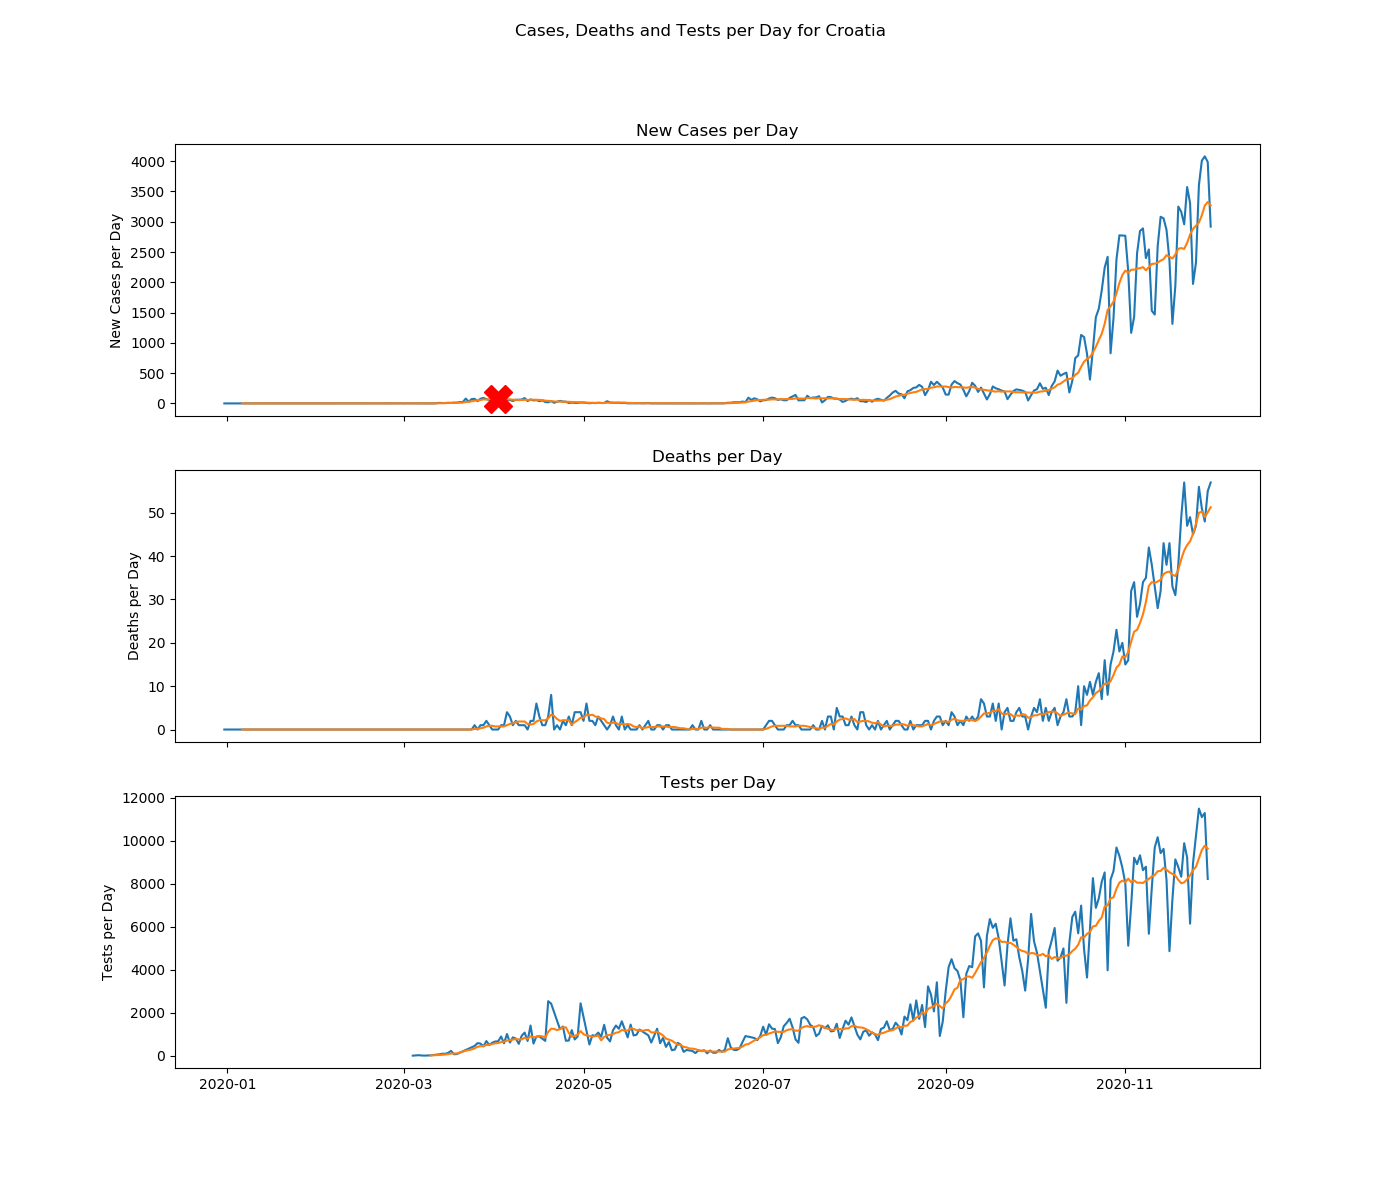 Cases, Deaths and Tests per Day for Croatia
New Cases per Day
New Cases per Day
4000
3500
3000
2500
2000
1500
1000
500
0
Deaths per Day
Deaths per Day
50
40
30
20
10
0
Tests per Day
Tests per Day
12000
10000
8000
6000
4000
2000
0
2020-01 2020-03 2020-05 2020-07 2020-09 2020-11